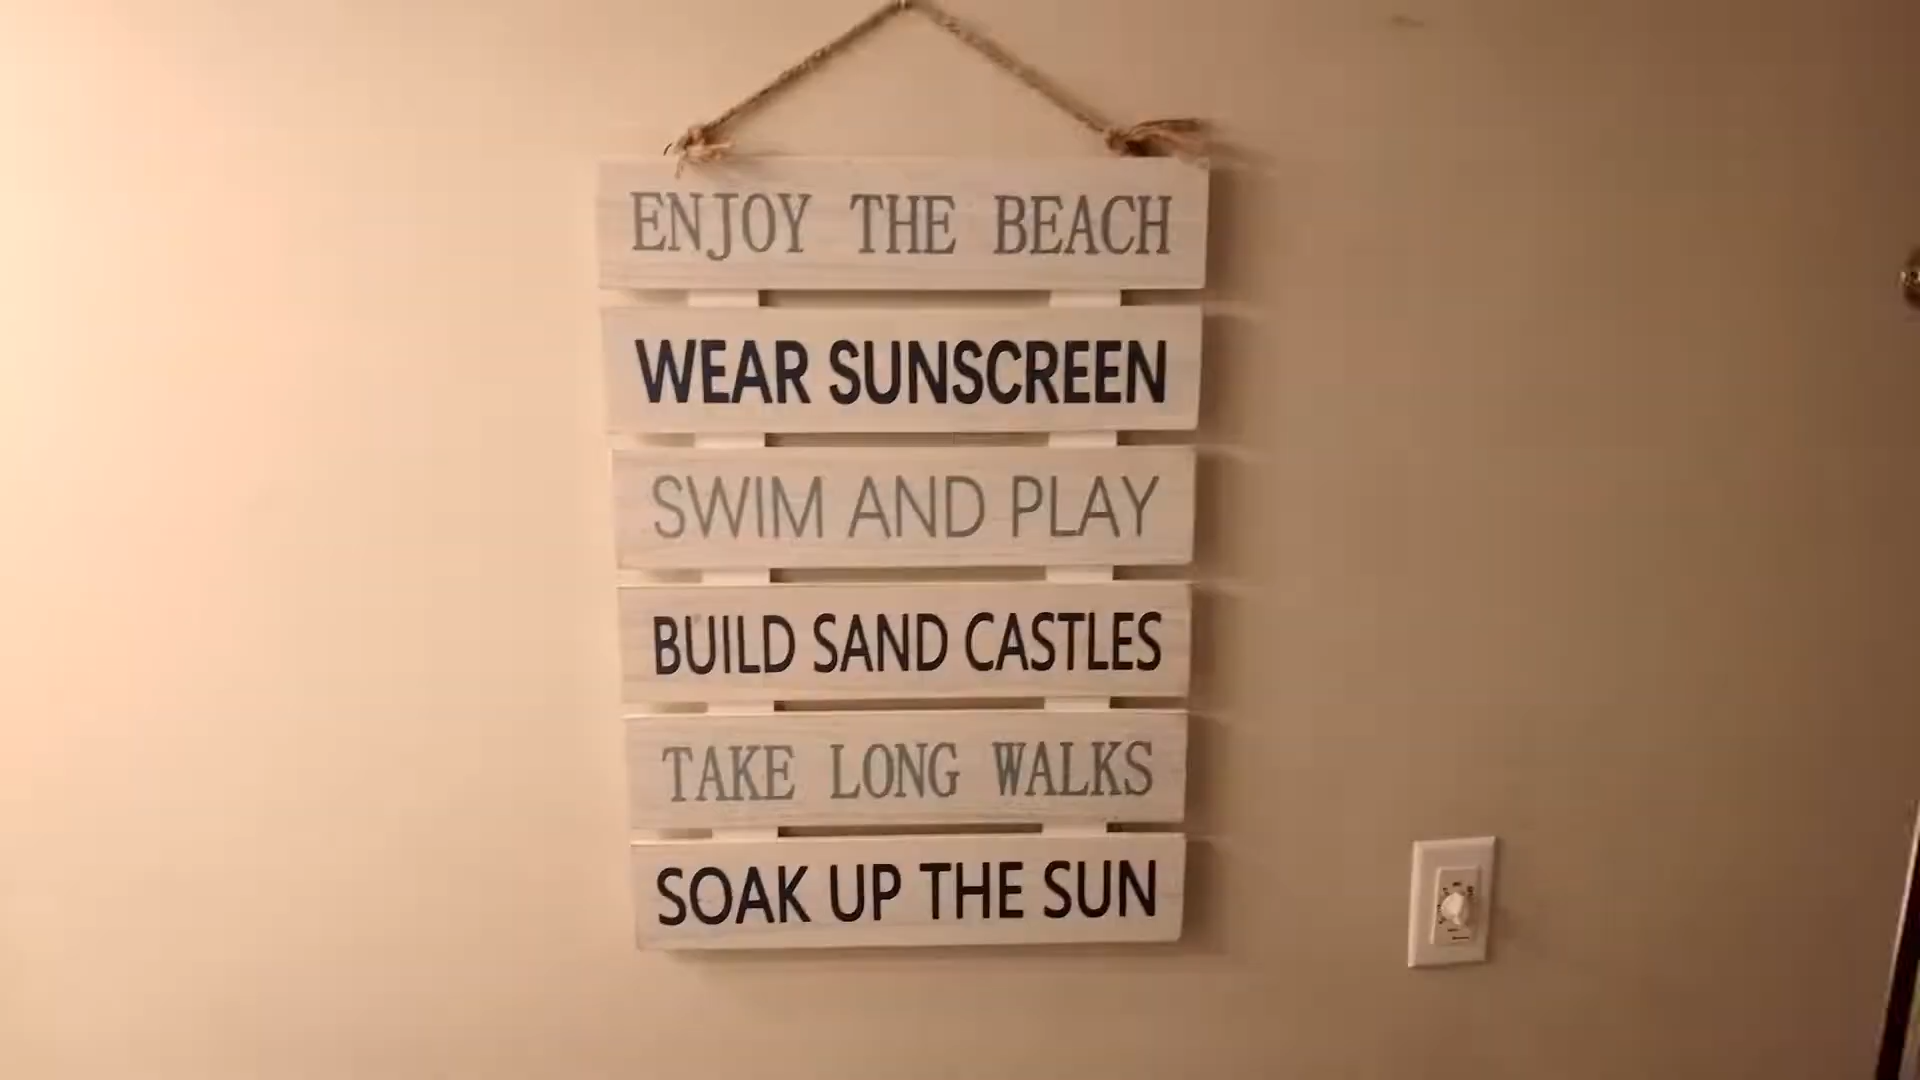 ENJOY THE BEACH
WEAR SUNSCREEN
SWIM AND PLAY
BUILD SAND CASTLES
TAKE LONG WALKS
SOAK UP THE SUN